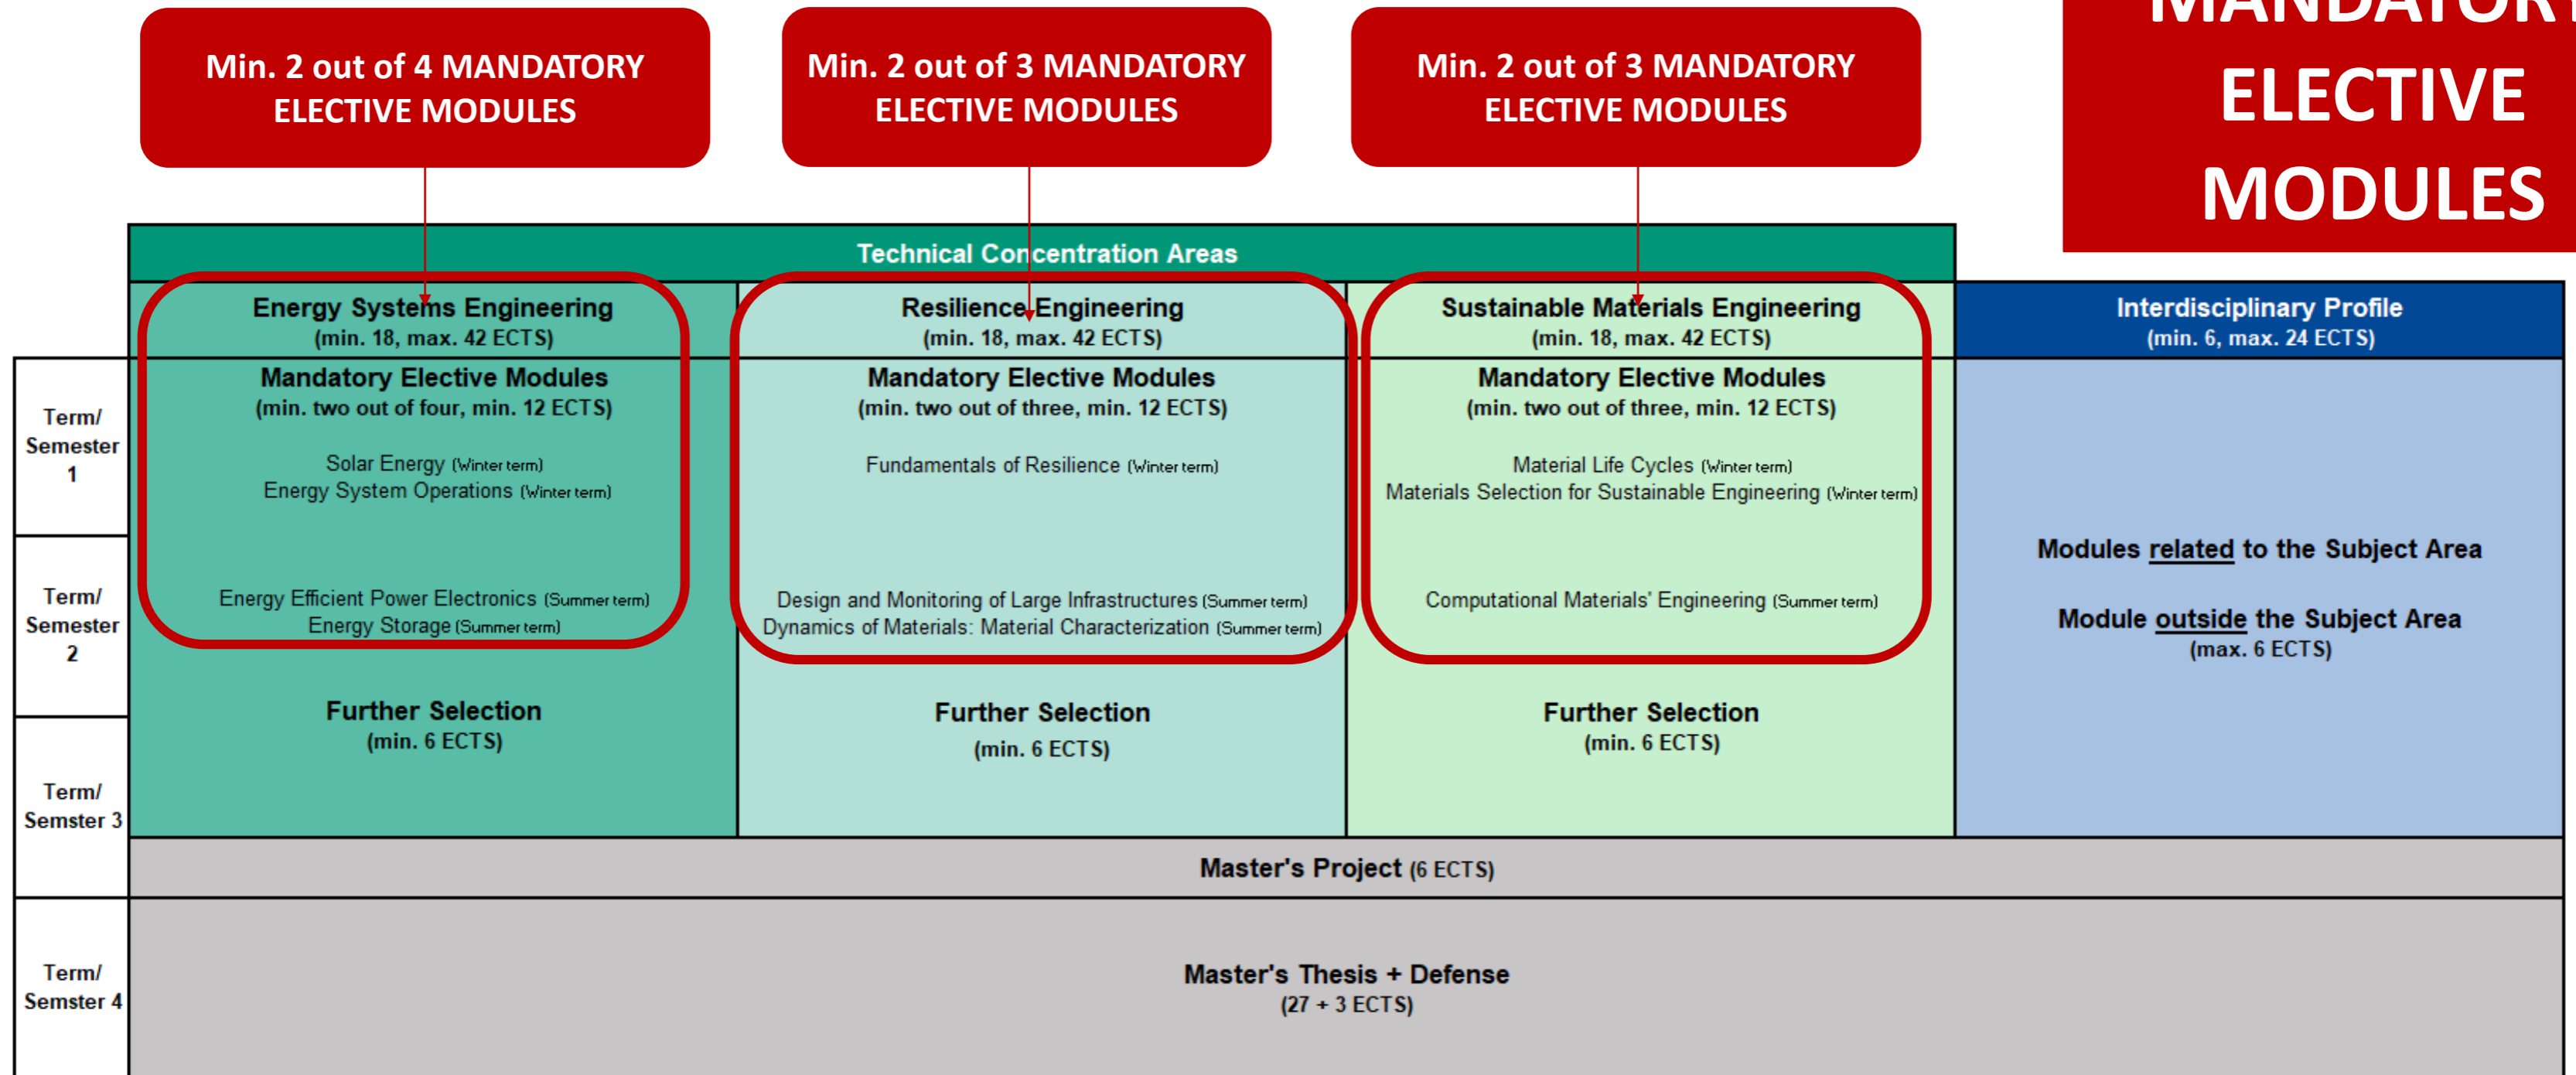 MANDATORY
ELECTIVE
MODULES
Min. 2 out of 4 MANDATORY
ELECTIVE MODULES
Min. 2 out of 3 MANDATORY
ELECTIVE MODULES
Min. 2 out of 3 MANDATORY
ELECTIVE MODULES
Technical Concentration Areas
Energy Systems Engineering
(min. 18, max. 42 ECTS)
Resilience Engineering
(min. 18, max. 42 ECTS)
Sustainable Materials Engineering
(min. 18, max. 42 ECTS)
Interdisciplinary Profile
(min. 6, max. 24 ECTS)
Term/
Semester
1
Term/
Semester
2
Term/
Semster 3
Term/
Semster 4
Mandatory Elective Modules
(min. two out of four, min. 12 ECTS)
Solar Energy (Winter term)
Energy System Operations (Winter term)
Energy Efficient Power Electronics (Summer term)
Energy Storage (Summer term)
Further Selection
(min. 6 ECTS)
Mandatory Elective Modules
(min. two out of three, min. 12 ECTS)
Fundamentals of Resilience (Winter term)
Design and Monitoring of Large Infrastructures (Summer term)
Dynamics of Materials: Material Characterization (Summer term)
Further Selection
(min. 6 ECTS)
Mandatory Elective Modules
(min. two out of three, min. 12 ECTS)
Material Life Cycles (Winter term)
Materials Selection for Sustainable Engineering (Winter term)
Computational Materials' Engineering (Summer term)
Further Selection
(min. 6 ECTS)
Modules related to the Subject Area
Module outside the Subject Area
(max. 6 ECTS)
Master's Project (6 ECTS)
Master's Thesis + Defense
(27 + 3 ECTS)